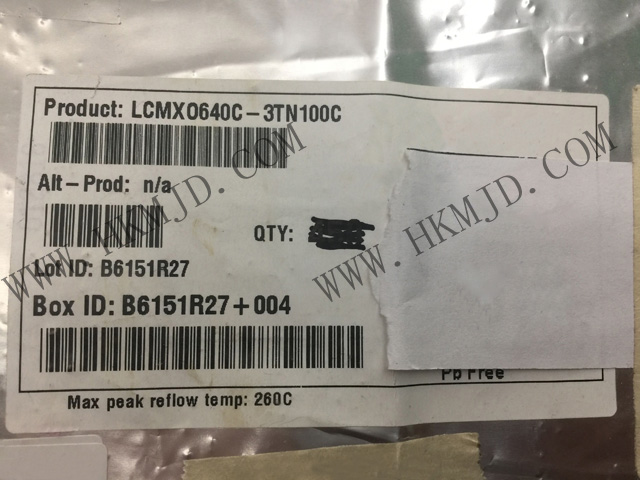 Product: LCMXO640C-3TN100C
Alt-Prod: n/a
QTY:
Lot ID: B6151R27
Box ID: B6151R27+004
Pb Free
Max peak reflow temp: 260C
WWW.HKMJD.COM
WWW.HKMJD.COM